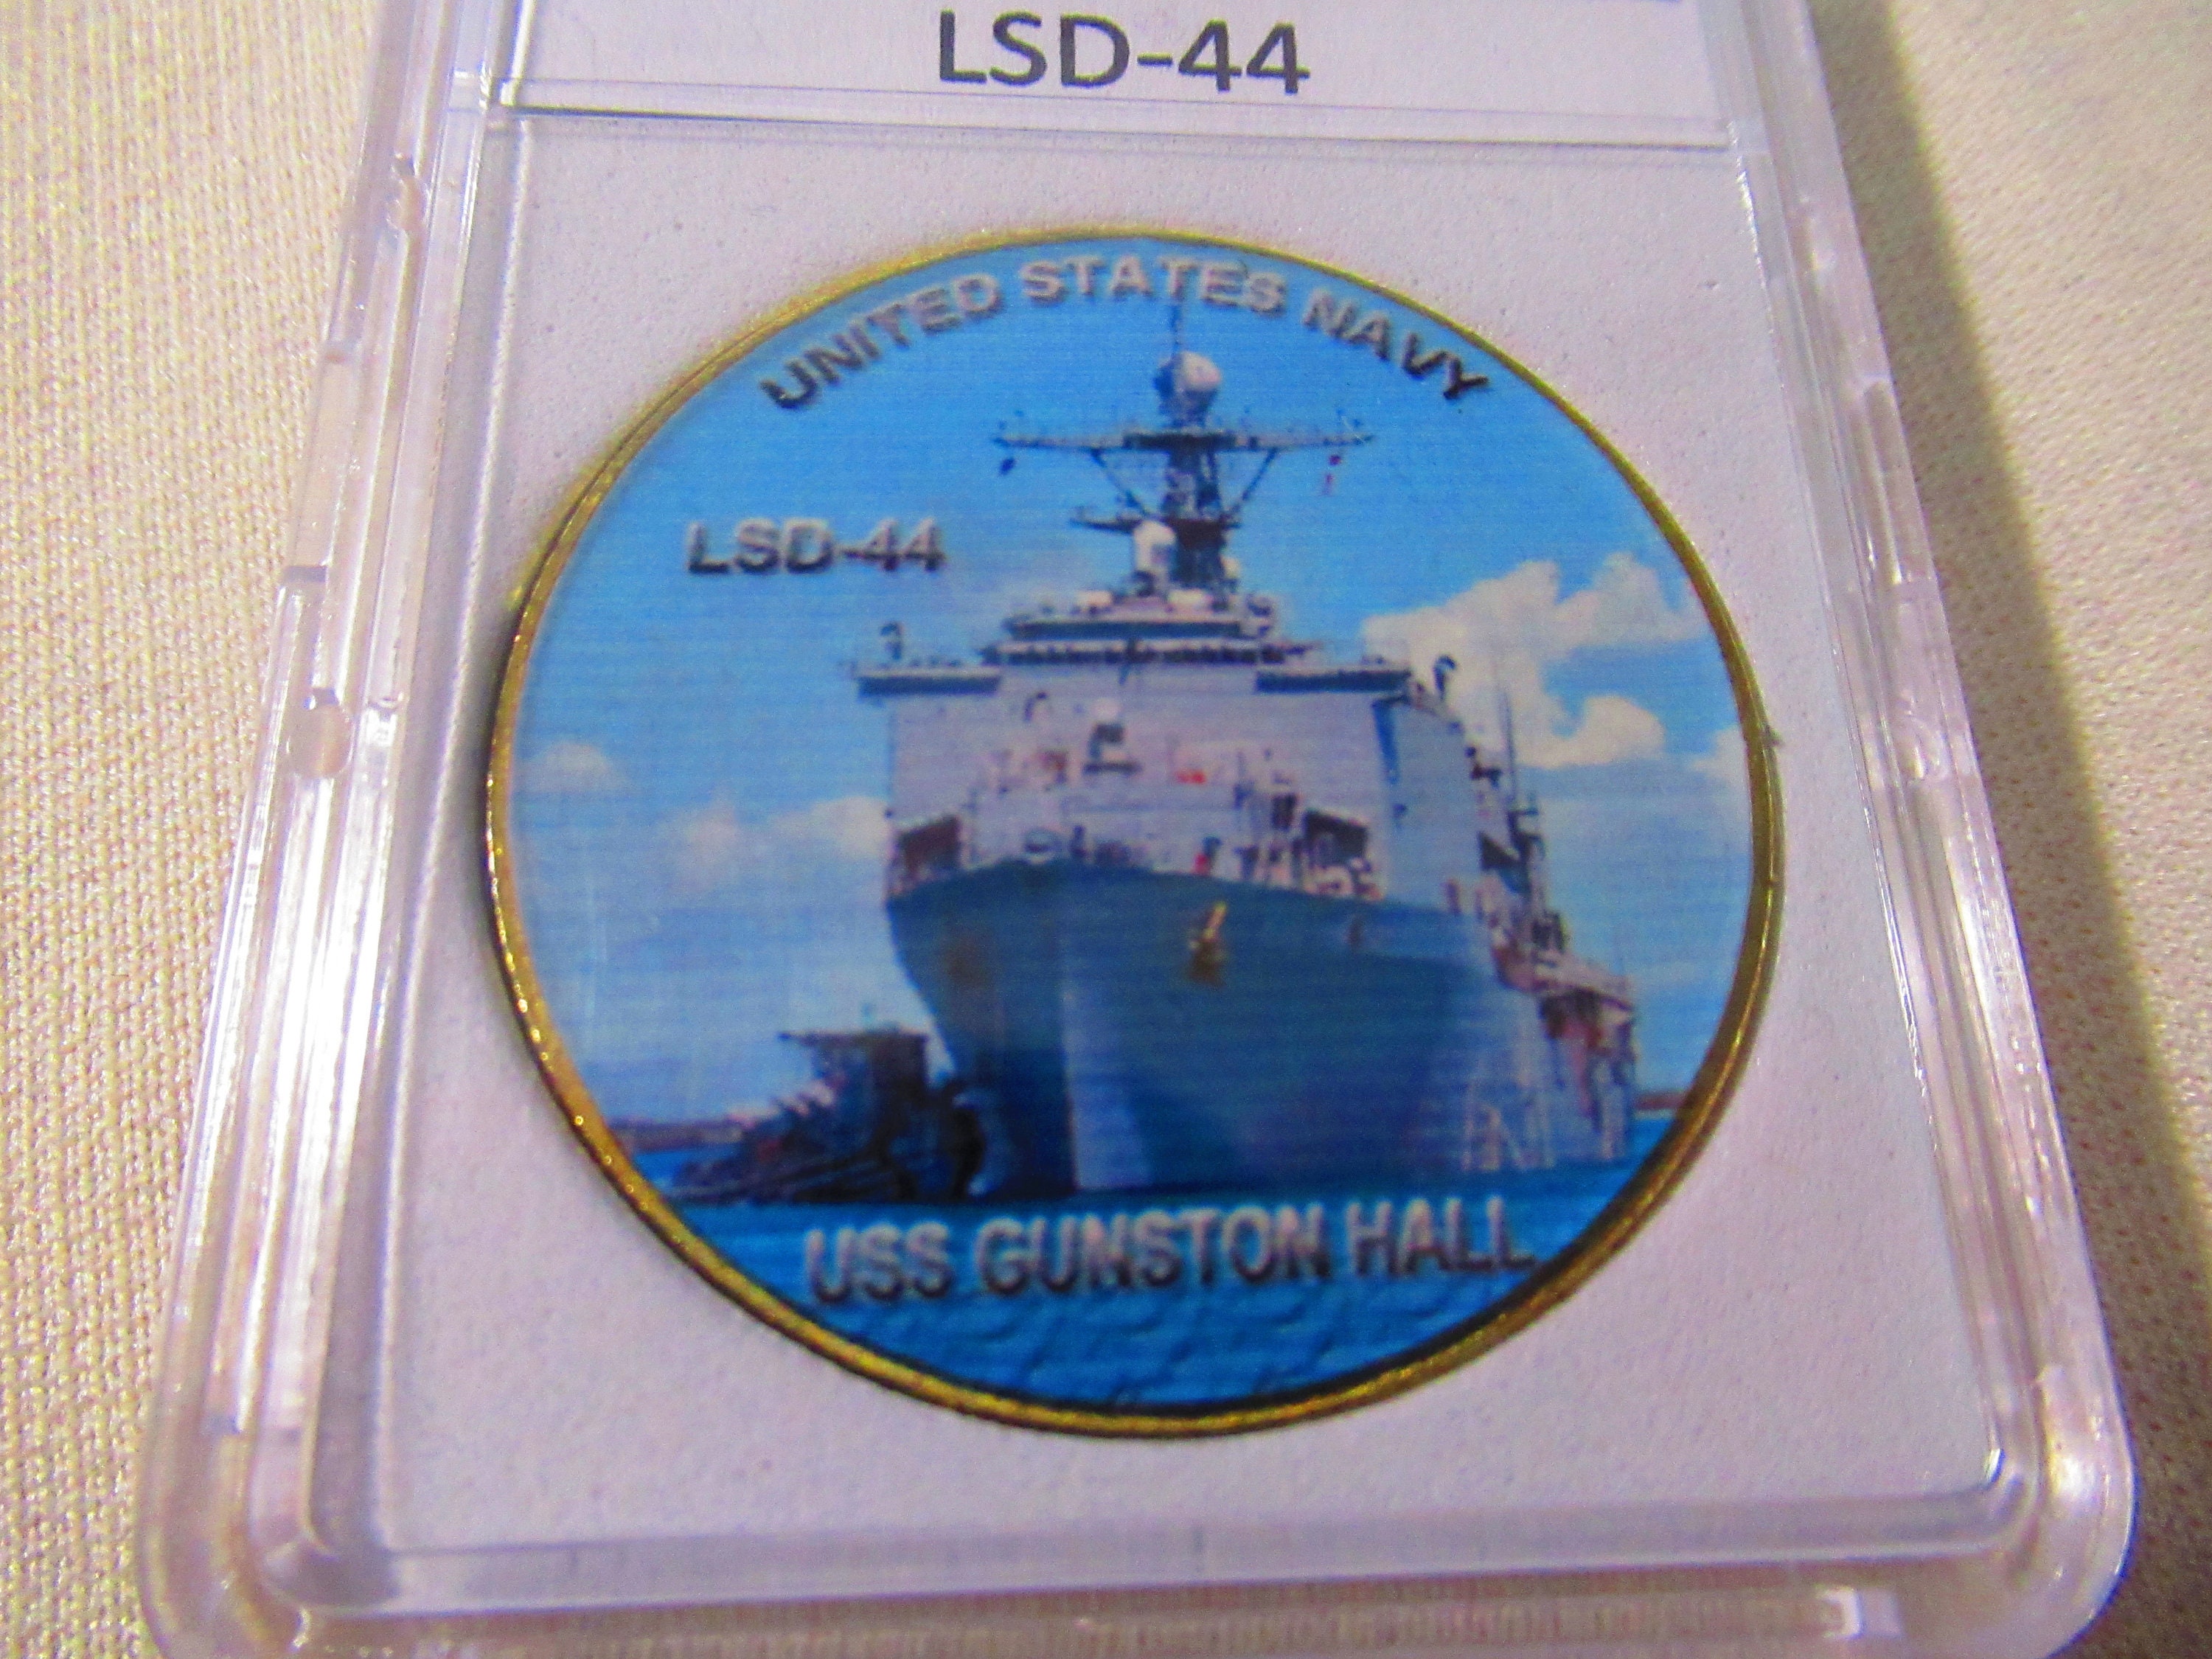 LSD-44
UNITED STATES NAVY
LSD-44
USS GUNSTON HALL